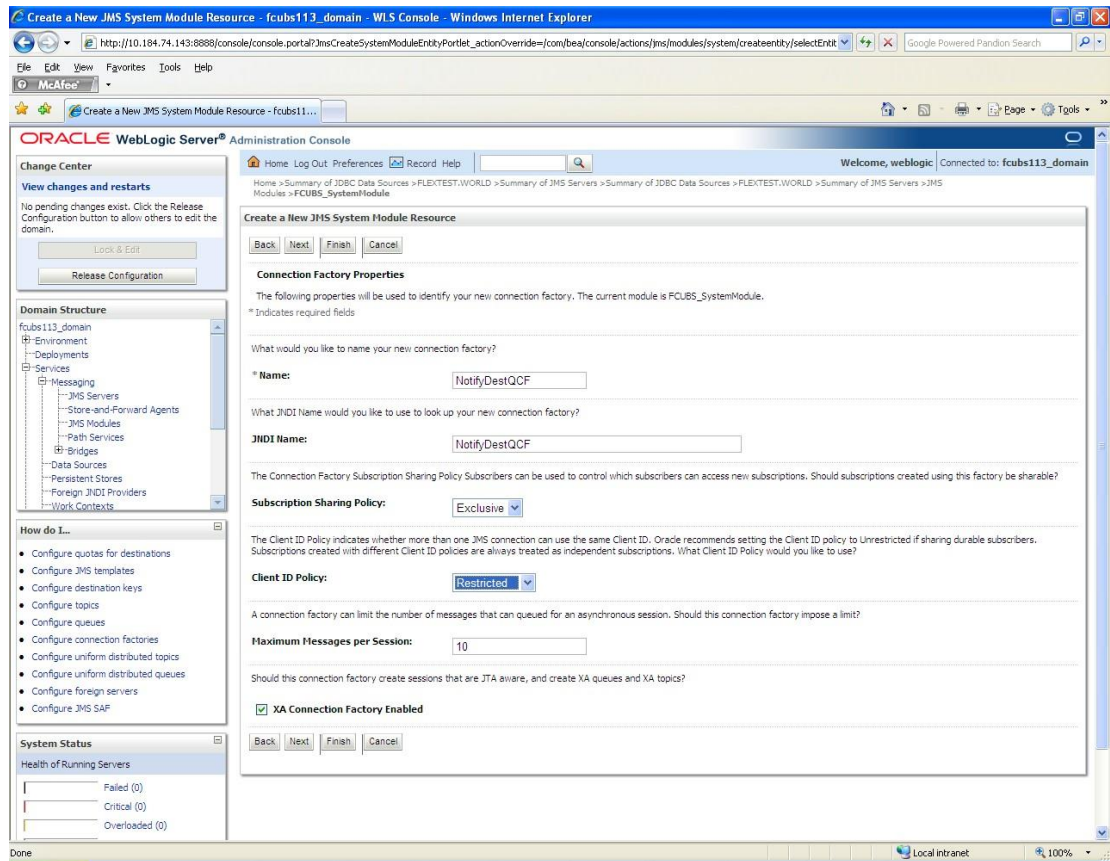 Create a New JMS System Module Resource - fcubs113_domain - WLS Console - Windows Internet Explorer
http://10.184.74.143:8888/console/console.portal?JmsCreateSystemModuleEntityPortlet_actionOverride=/com/bea/console/actions/jms/modules/system/createentity/selectEntit
Google Powered Pandion Search
File Edit View Favorites Tools Help
McAfee
Create a New JMS System Module Resource - fcubs11...
Page Tools
ORACLE WebLogic Server® Administration Console
Change Center
View changes and restarts
No pending changes exist. Click the Release
Configuration button to allow others to edit the
domain.
Lock & Edit
Release Configuration
Domain Structure
fcubs113_domain
Environment
Deployments
Services
Messaging
JMS Servers
Store-and-Forward Agents
JMS Modules
Path Services
Bridges
Data Sources
Persistent Stores
Foreign JNDI Providers
Work Contexts
How do I...
Configure quotas for destinations
Configure JMS templates
Configure destination keys
Configure topics
Configure queues
Configure connection factories
Configure uniform distributed topics
Configure uniform distributed queues
Configure foreign servers
Configure JMS SAF
System Status
Health of Running Servers
Failed (0)
Critical (0)
Overloaded (0)
Home Log Out Preferences Record Help
Welcome, weblogic Connected to: fcubs113_domain
Home >Summary of JDBC Data Sources >FLEXTEST.WORLD >Summary of JMS Servers >Summary of JDBC Data Sources >FLEXTEST.WORLD >Summary of JMS Servers >JMS
Modules >FCUBS_SystemModule
Create a New JMS System Module Resource
Back Next Finish Cancel
Connection Factory Properties
The following properties will be used to identify your new connection factory. The current module is FCUBS_SystemModule.
* Indicates required fields
What would you like to name your new connection factory?
* Name: NotifyDestQCF
What JNDI Name would you like to use to look up your new connection factory?
JNDI Name: NotifyDestQCF
The Connection Factory Subscription Sharing Policy Subscribers can be used to control which subscribers can access new subscriptions. Should subscriptions created using this factory be sharable?
Subscription Sharing Policy: Exclusive
The Client ID Policy indicates whether more than one JMS connection can use the same Client ID. Oracle recommends setting the Client ID policy to Unrestricted if sharing durable subscribers.
Subscriptions created with different Client ID policies are always treated as independent subscriptions. What Client ID Policy would you like to use?
Client ID Policy: Restricted
A connection factory can limit the number of messages that can queued for an asynchronous session. Should this connection factory impose a limit?
Maximum Messages per Session: 10
Should this connection factory create sessions that are JTA aware, and create XA queues and XA topics?
XA Connection Factory Enabled
Back Next Finish Cancel
Done
Local intranet
100%